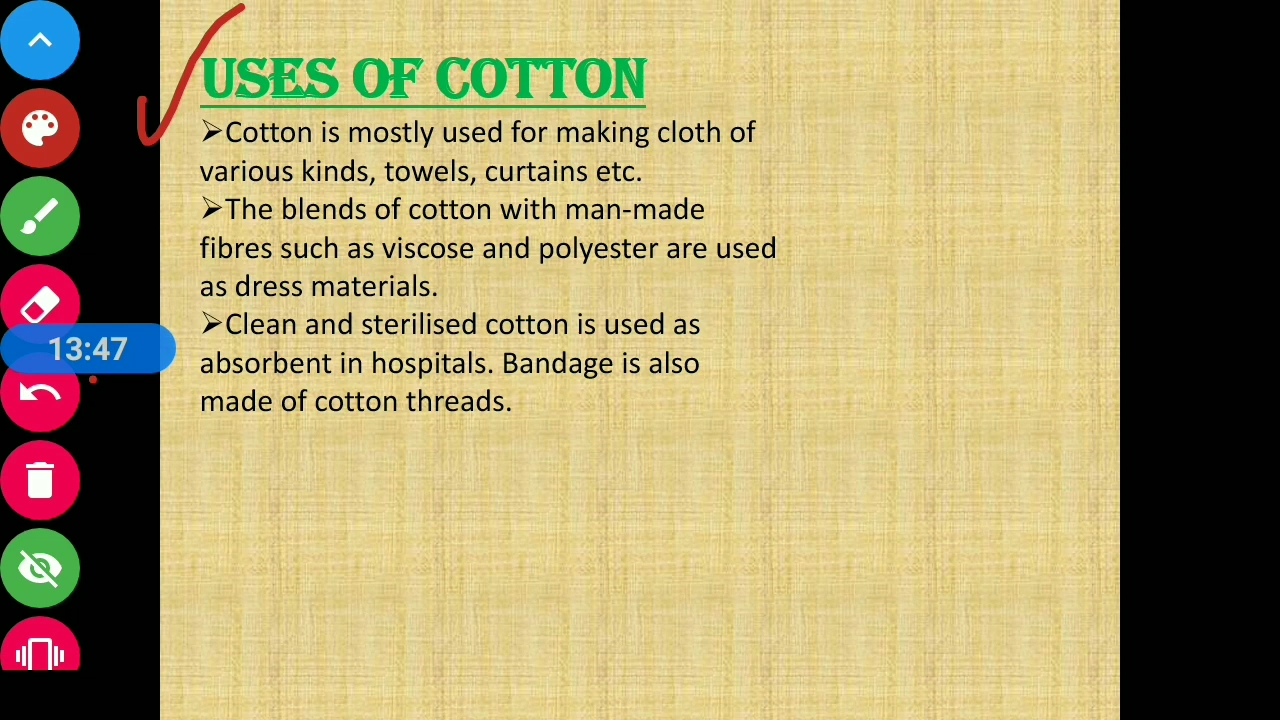 USES OF COTTON
➢Cotton is mostly used for making cloth of
various kinds, towels, curtains etc.
➢The blends of cotton with man-made
fibres such as viscose and polyester are used
as dress materials.
➢Clean and sterilised cotton is used as
absorbent in hospitals. Bandage is also
made of cotton threads.
13:47